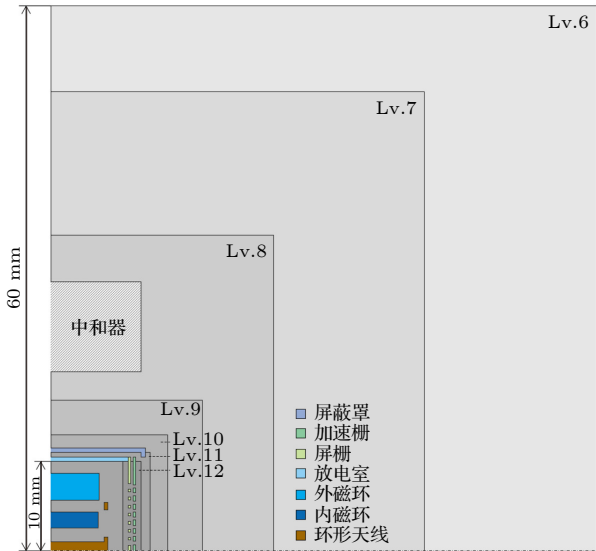 Lv.6
Lv.7
Lv.8
60 mm
中和器
Lv.9
Lv.10
Lv.11
Lv.12
10 mm
屏蔽罩
加速栅
屏栅
放电室
外磁环
内磁环
环形天线